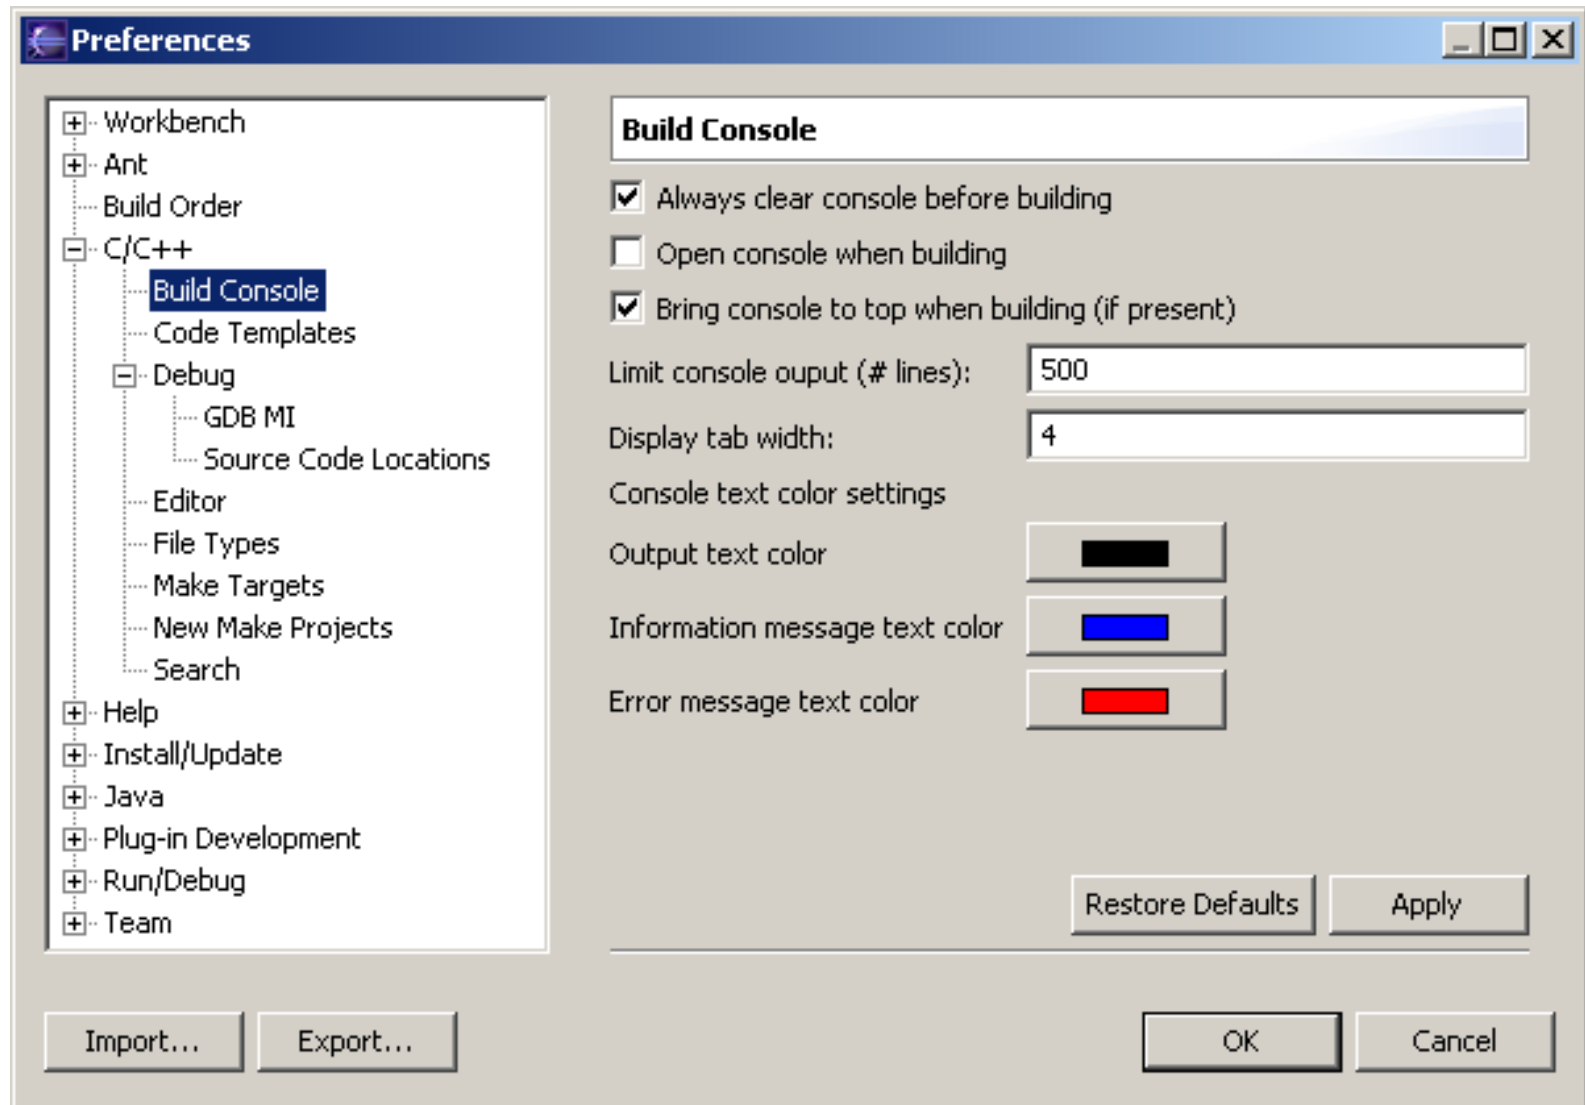 Preferences
Workbench
Ant
Build Order
C/C++
Build Console
Code Templates
Debug
GDB MI
Source Code Locations
Editor
File Types
Make Targets
New Make Projects
Search
Help
Install/Update
Java
Plug-in Development
Run/Debug
Team
Build Console
Always clear console before building
Open console when building
Bring console to top when building (if present)
Limit console ouput (# lines): 500
Display tab width: 4
Console text color settings
Output text color
Information message text color
Error message text color
Restore Defaults Apply
Import... Export... OK Cancel